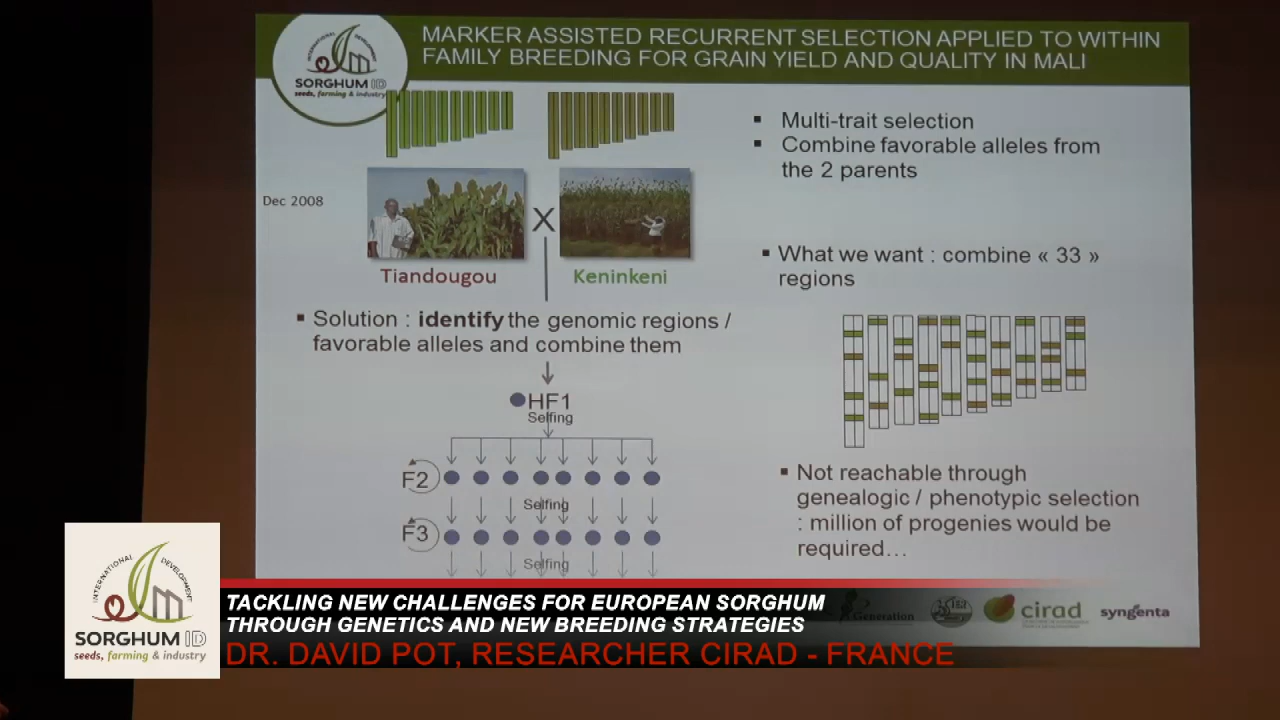 MARKER ASSISTED RECURRENT SELECTION APPLIED TO WITHIN
FAMILY BREEDING FOR GRAIN YIELD AND QUALITY IN MALI
INTERNATIONAL DEVELOPMENT
SORGHUM ID
seeds, farming & industry
Dec 2008
X
Tiandougou
Keninkeni
▪ Solution : identify the genomic regions /
favorable alleles and combine them
HF1
Selfing
F2
Selfing
F3
Selfing
▪ Multi-trait selection
▪ Combine favorable alleles from
the 2 parents
▪ What we want : combine « 33 »
regions
▪ Not reachable through
genealogic / phenotypic selection
: million of progenies would be
required…
Generation
IER
cirad
syngenta
INTERNATIONAL DEVELOPMENT
SORGHUM ID
seeds, farming & industry
TACKLING NEW CHALLENGES FOR EUROPEAN SORGHUM
THROUGH GENETICS AND NEW BREEDING STRATEGIES
DR. DAVID POT, RESEARCHER CIRAD - FRANCE